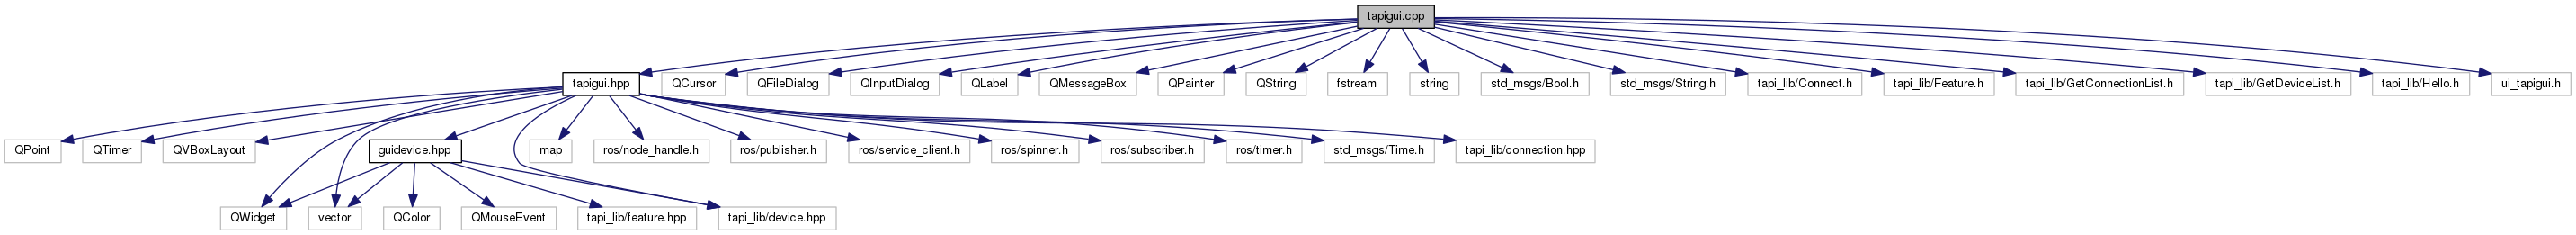 tapigui.cpp
tapigui.hpp
QCursor
QFileDialog
QInputDialog
QLabel
QMessageBox
QPainter
QString
fstream
string
std_msgs/Bool.h
std_msgs/String.h
tapi_lib/Connect.h
tapi_lib/Feature.h
tapi_lib/GetConnectionList.h
tapi_lib/GetDeviceList.h
tapi_lib/Hello.h
ui_tapigui.h
QPoint
QTimer
QVBoxLayout
guidevice.hpp
map
ros/node_handle.h
ros/publisher.h
ros/service_client.h
ros/spinner.h
ros/subscriber.h
ros/timer.h
std_msgs/Time.h
tapi_lib/connection.hpp
QWidget
vector
QColor
QMouseEvent
tapi_lib/feature.hpp
tapi_lib/device.hpp